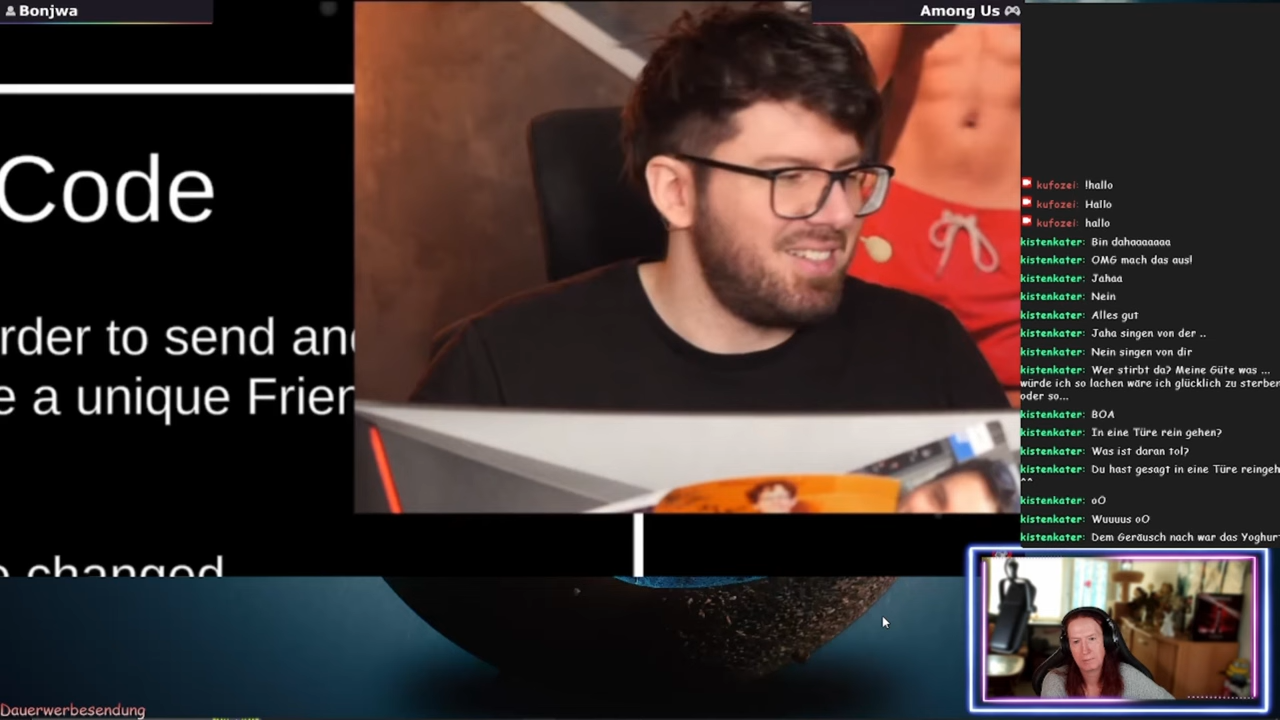 Bonjwa
Among Us
Code
rder to send and
e a unique Frien
e changed
kufozei: !hallo
kufozei: Hallo
kufozei: hallo
kistenkater: Bin dahaaaaaaa
kistenkater: OMG mach das aus!
kistenkater: Jahaa
kistenkater: Nein
kistenkater: Alles gut
kistenkater: Jaha singen von der ..
kistenkater: Nein singen von dir
kistenkater: Wer stirbt da? Meine Güte was ...
würde ich so lachen wäre ich glücklich zu sterben
oder so...
kistenkater: BOA
kistenkater: In eine Türe rein gehen?
kistenkater: Was ist daran tol?
kistenkater: Du hast gesagt in eine Türe reingeh
^^
kistenkater: oO
kistenkater: Wuuuus oO
kistenkater: Dem Geräusch nach war das Yoghur
Dauerwerbesendung